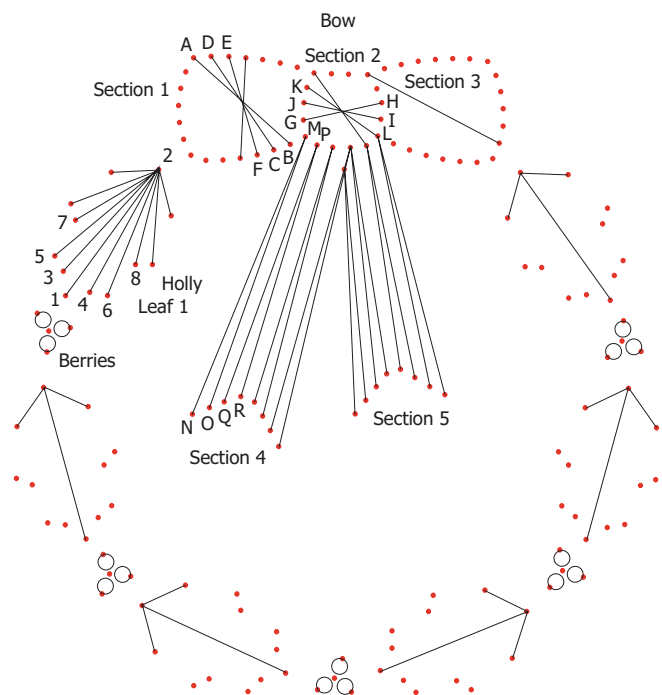 Bow
A D E
Section 2
Section 3
Section 1
K
J
H
G
I
M P
L
B
C
F
2
7
5
3
1
4
6
8
Holly
Leaf 1
Berries
N O Q R
Section 5
Section 4